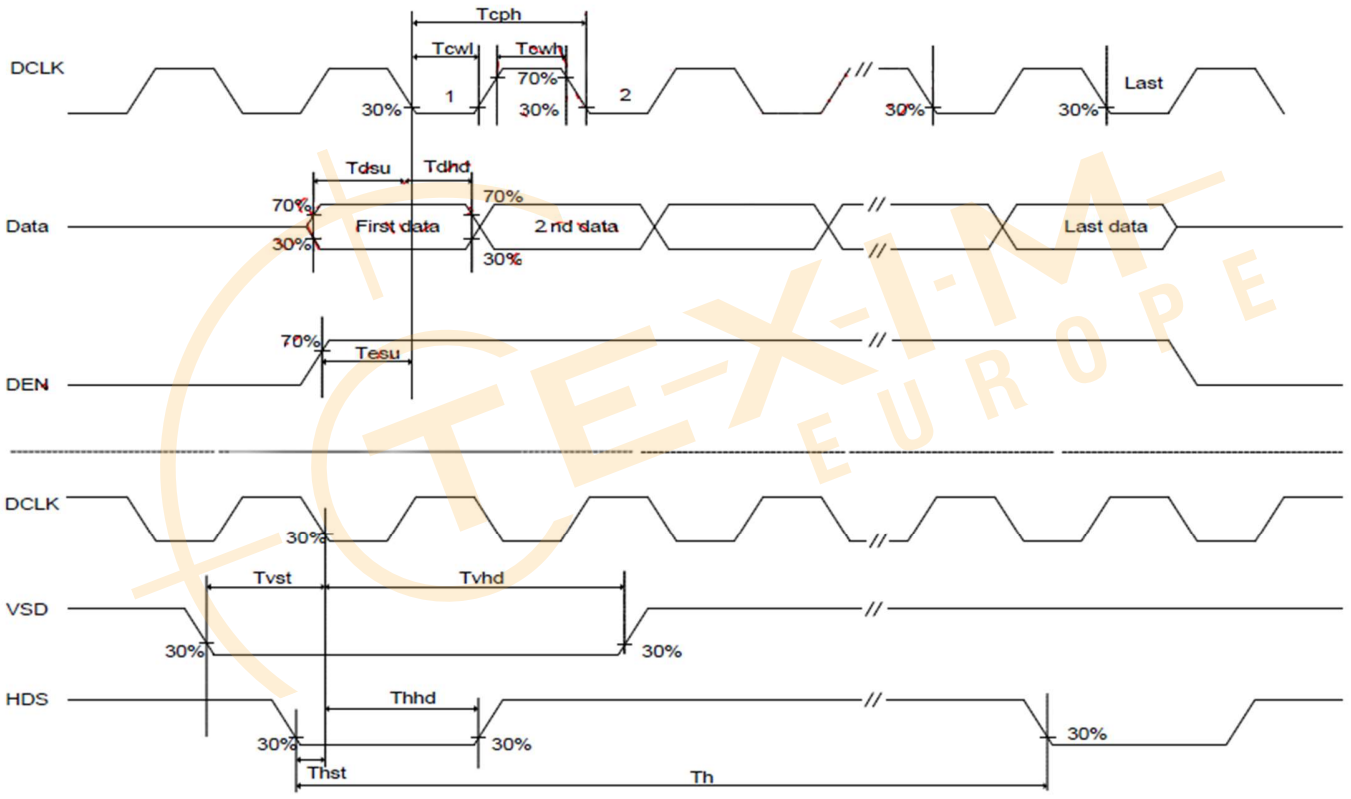 Tcph
Tcwl Tcwh
DCLK
70%
30% 1 30% 2 30% 30% Last
Tdsu Tdhd
70% 70%
Data First data 2 nd data Last data
30% 30%
70%
Tesu
DEN
TEXIM
EUROPE
DCLK
30%
Tvst Tvhd
VSD
30% 30%
HDS
Thhd
30% 30% 30%
Thst Th